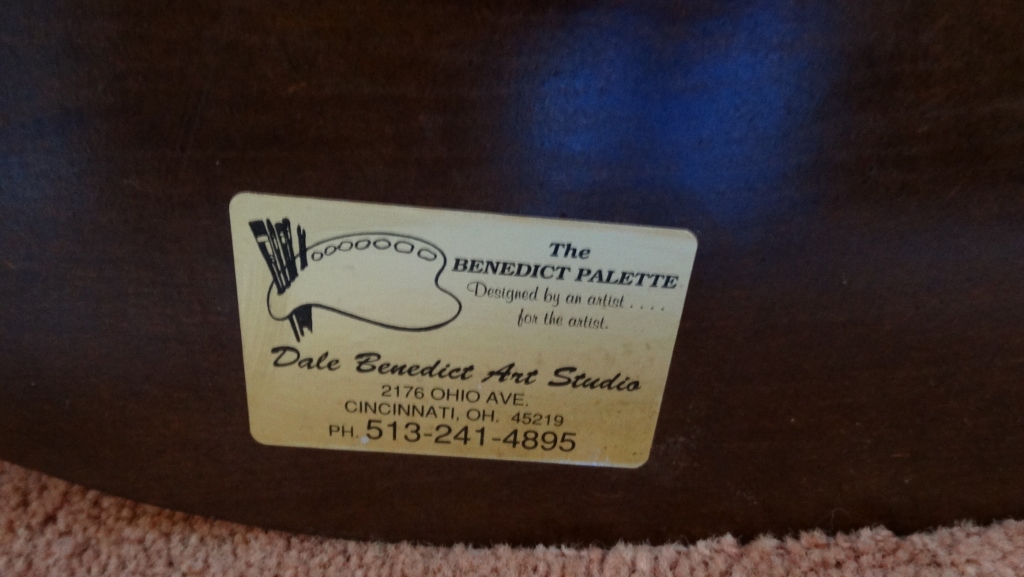 The
BENEDICT PALETTE
Designed by an artist . . . .
for the artist.
Dale Benedict Art Studio
2176 OHIO AVE.
CINCINNATI, OH. 45219
PH. 513-241-4895